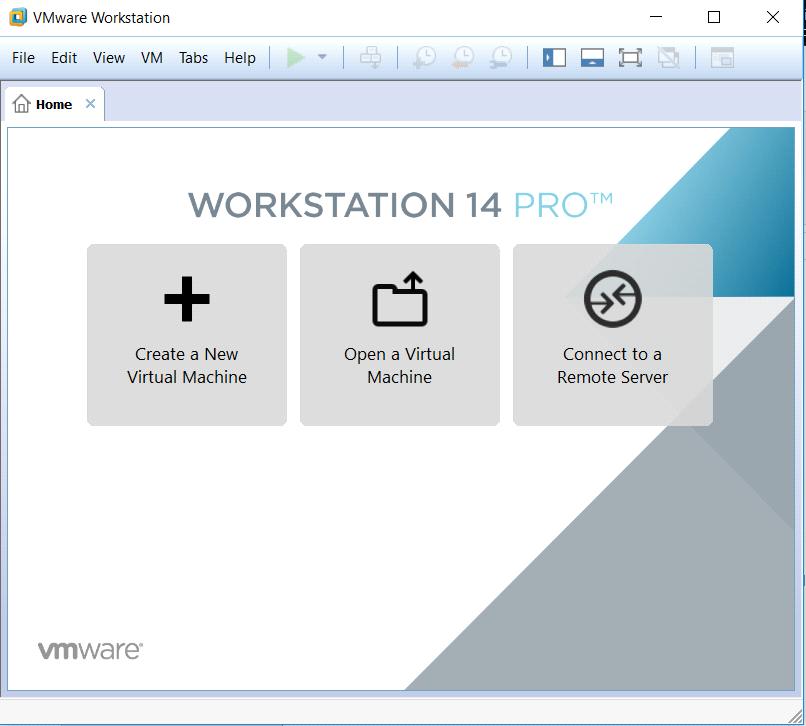 VMware Workstation
File Edit View VM Tabs Help
Home
WORKSTATION 14 PRO™
Create a New
Virtual Machine
Open a Virtual
Machine
Connect to a
Remote Server
vmware®